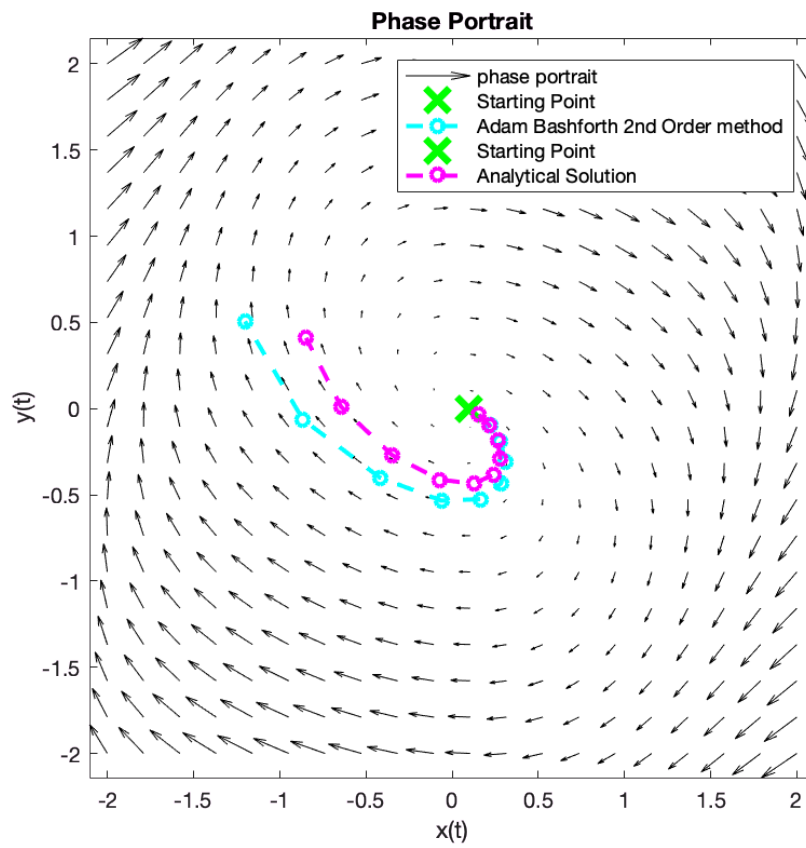 Phase Portrait
phase portrait
Starting Point
Adam Bashforth 2nd Order method
Starting Point
Analytical Solution
2
1.5
1
0.5
0
-0.5
-1
-1.5
-2
y(t)
-2
-1.5
-1
-0.5
0
0.5
1
1.5
2
x(t)